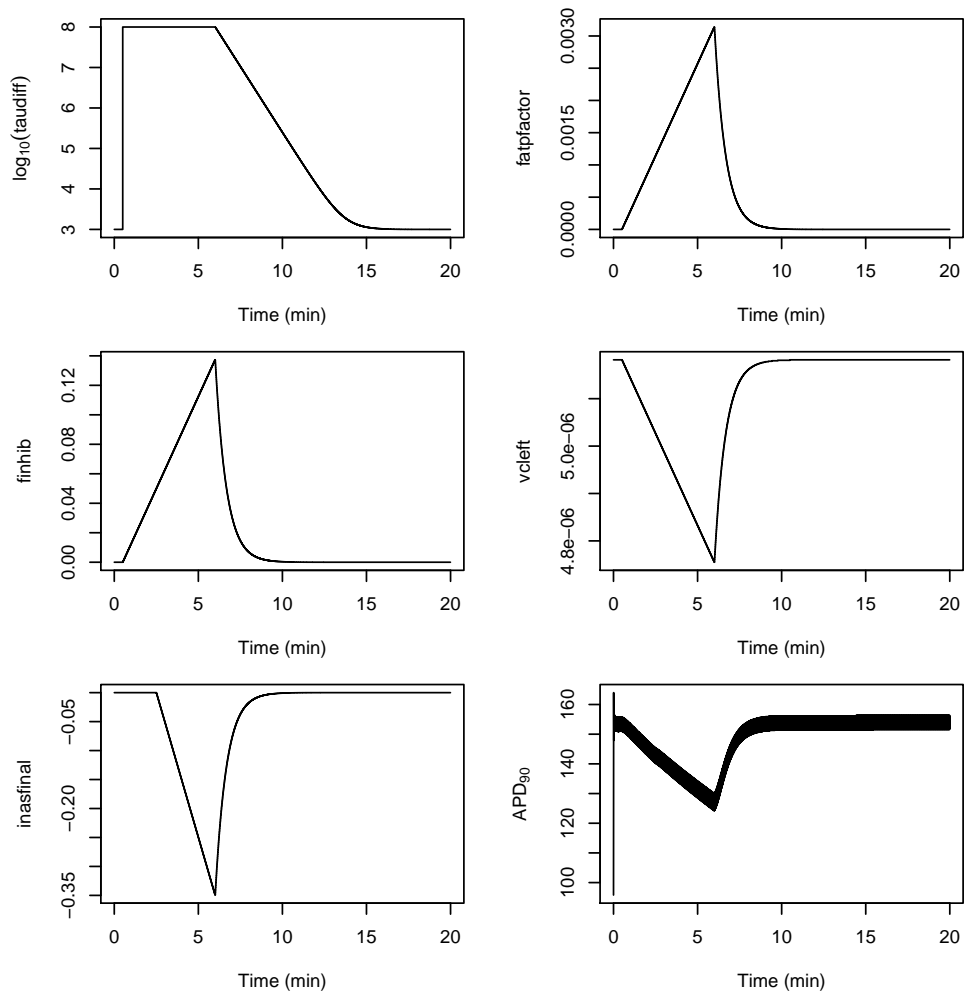 log10(taudiff)
8
7
6
5
4
3
0 5 10 15 20
Time (min)
fatpfactor
0.0030
0.0015
0.0000
0 5 10 15 20
Time (min)
finhib
0.12
0.08
0.04
0.00
0 5 10 15 20
Time (min)
vcleft
5.0e−06
4.8e−06
0 5 10 15 20
Time (min)
inasfinal
−0.05
−0.20
−0.35
0 5 10 15 20
Time (min)
APD90
160
140
120
100
0 5 10 15 20
Time (min)